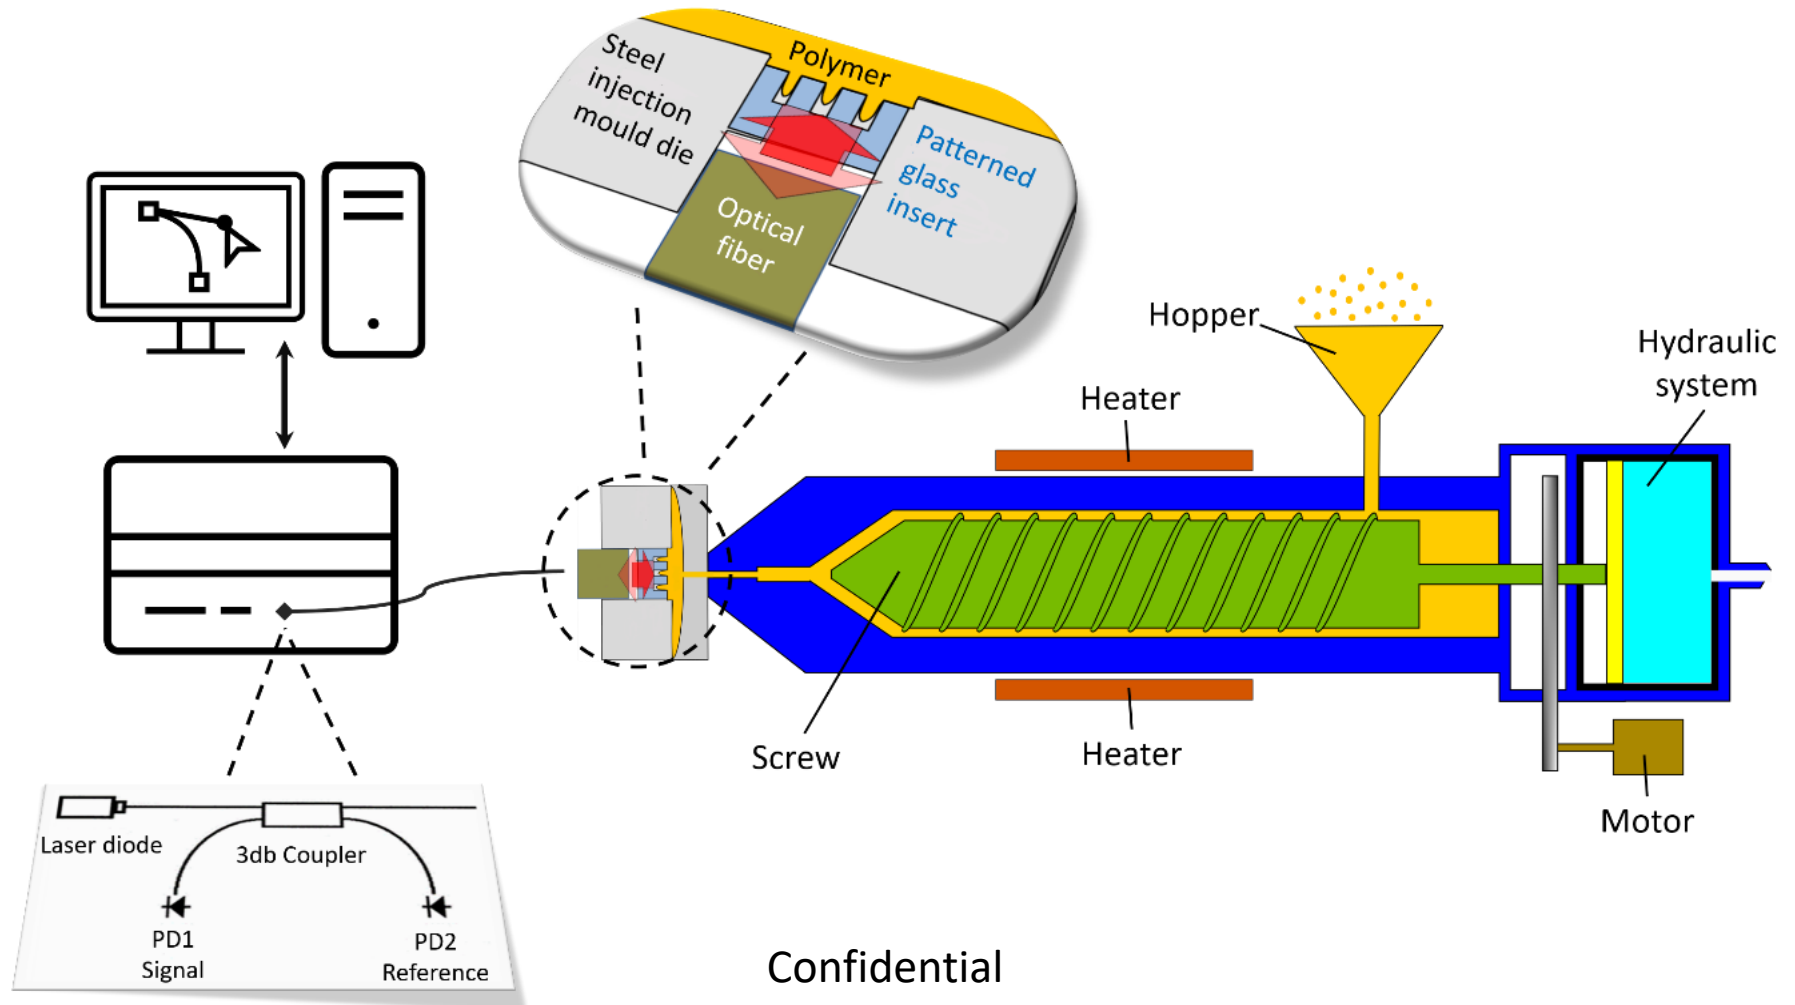 Steel
injection
mould die
Polymer
Patterned
glass
insert
Optical
fiber
Hopper
Hydraulic
system
Heater
Screw
Heater
Motor
Laser diode
3db Coupler
PD1
Signal
PD2
Reference
Confidential